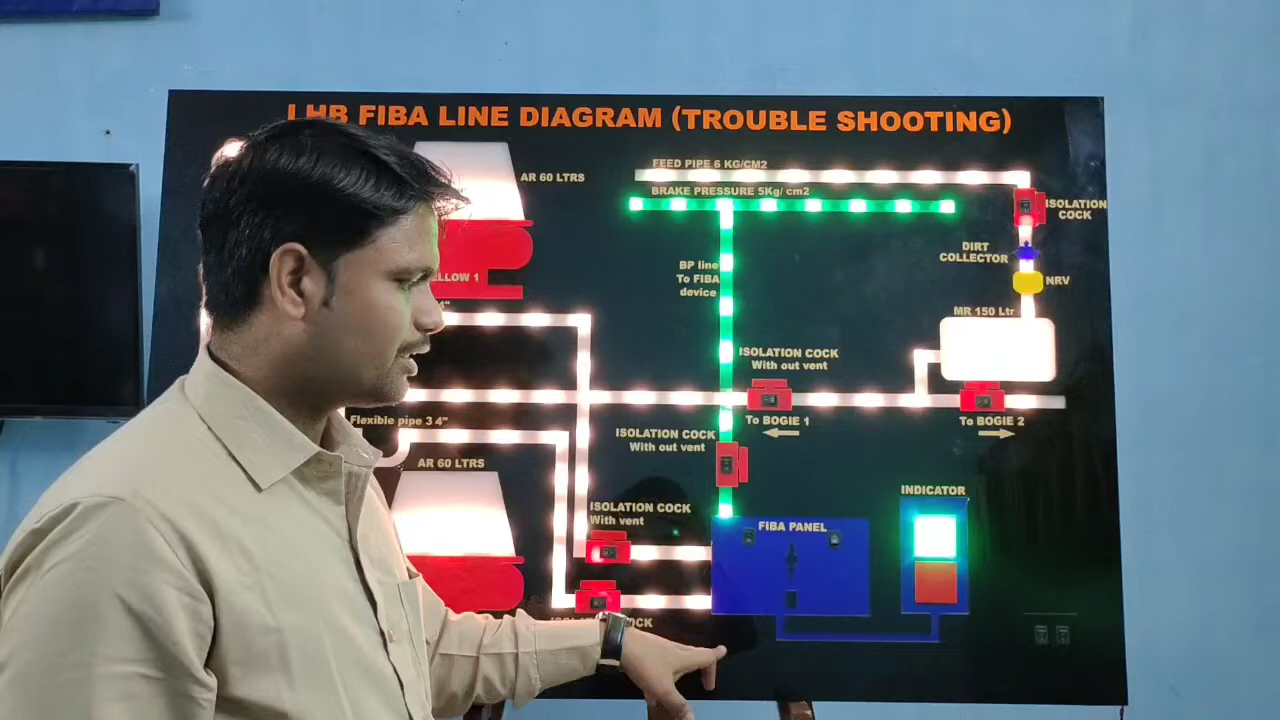 LHB FIBA LINE DIAGRAM (TROUBLE SHOOTING)
AR 60 LTRS
FEED PIPE 6 KG/CM2
BRAKE PRESSURE 5Kg/ cm2
ISOLATION
COCK
DIRT
COLLECTOR
NRV
BP line
To FIBA
device
MR 150 Ltr
ISOLATION COCK
With out vent
To BOGIE 1
To BOGIE 2
Flexible pipe 3 4"
ISOLATION COCK
With out vent
AR 60 LTRS
INDICATOR
ISOLATION COCK
With vent
FIBA PANEL